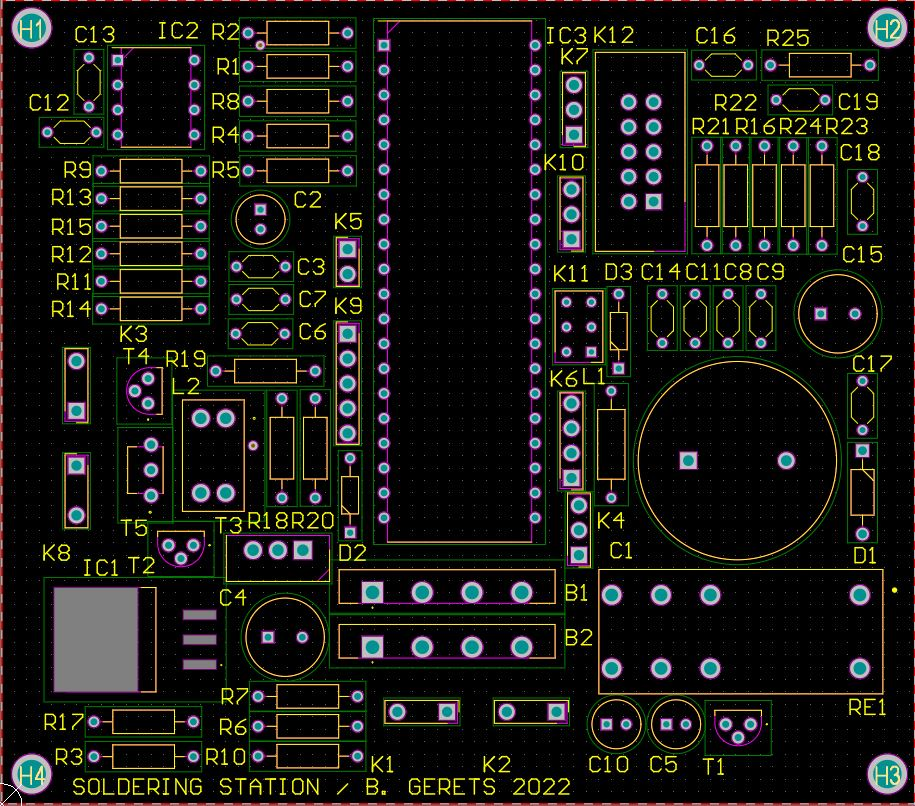 H1
C13
IC2
R2
IC3
K12
C16
R25
H2
K7
R1
C12
R8
R22
C19
R4
R21
R16
R24
R23
K10
C18
R9
R5
R13
C2
R15
K5
R12
C3
C15
R11
K11
D3
C14
C11
C8
C9
R14
C7
K9
K3
C6
T4
R19
C17
L2
K6
L1
T5
T3
R18
R20
K4
K8
T2
D2
C1
D1
IC1
C4
B1
B2
R7
RE1
R17
R6
R3
R10
K1
K2
C10
C5
T1
H4
H3
SOLDERING STATION / B. GERETS 2022